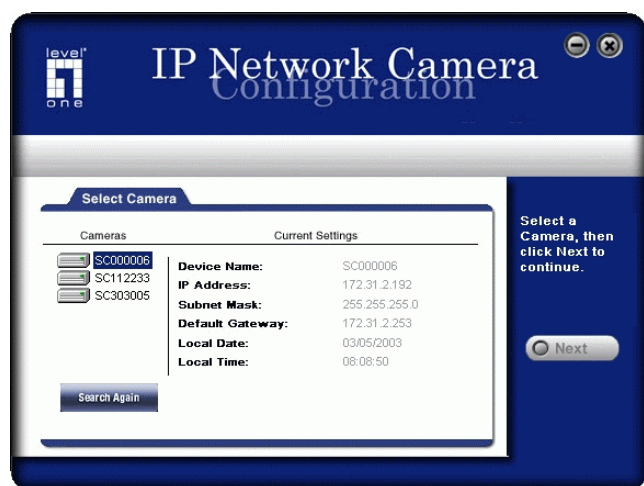 level one
IP Network Camera
Configuration
Select Camera
Cameras
Current Settings
SC000006
SC112233
SC303005
Device Name: SC000006
IP Address: 172.31.2.192
Subnet Mask: 255.255.255.0
Default Gateway: 172.31.2.253
Local Date: 03/05/2003
Local Time: 08:08:50
Search Again
Select a
Camera, then
click Next to
continue.
Next